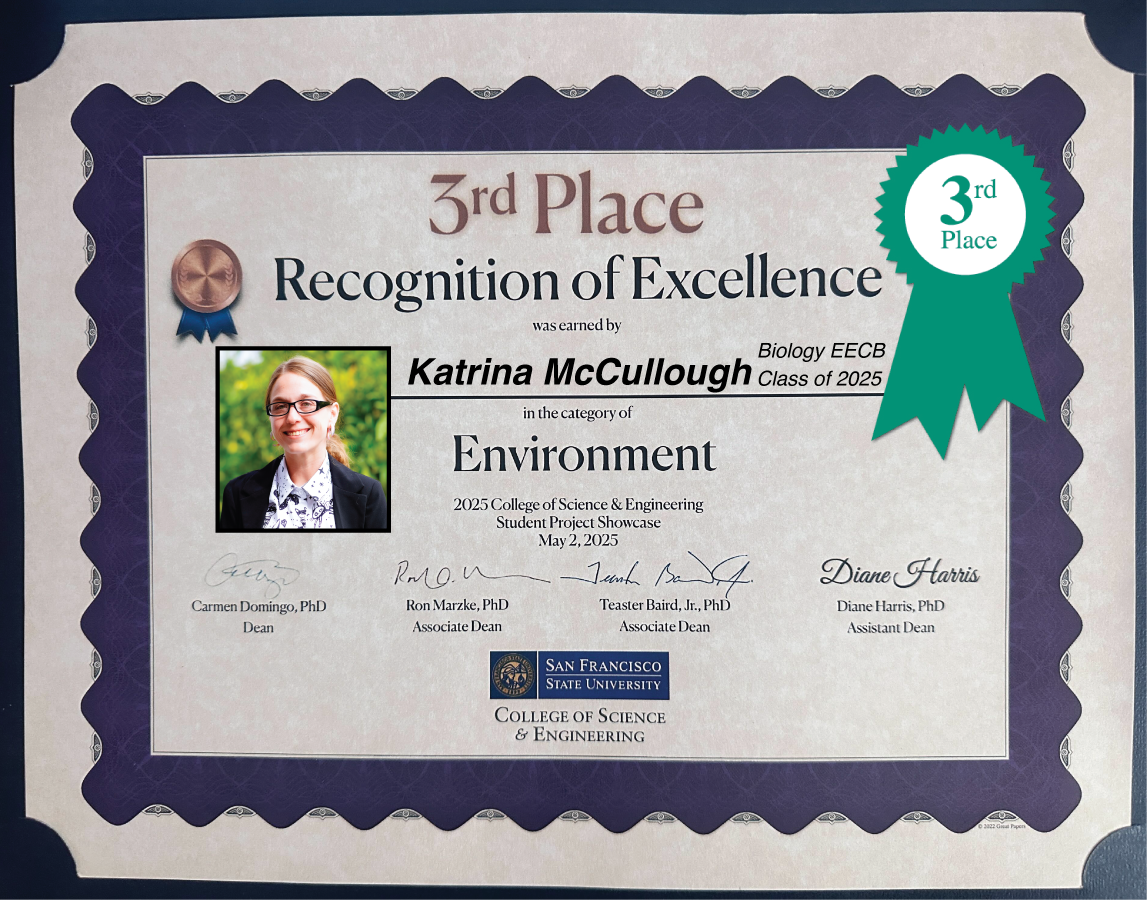 3rd Place
3rd
Place
Recognition of Excellence
was earned by
Katrina McCullough
Biology EECB
Class of 2025
in the category of
Environment
2025 College of Science & Engineering
Student Project Showcase
May 2, 2025
Diane Harris
Carmen Domingo, PhD
Dean
Ron Marzke, PhD
Associate Dean
Teaster Baird, Jr., PhD
Associate Dean
Diane Harris, PhD
Assistant Dean
SAN FRANCISCO
STATE UNIVERSITY
COLLEGE OF SCIENCE
& ENGINEERING
© 2022 Great Papers